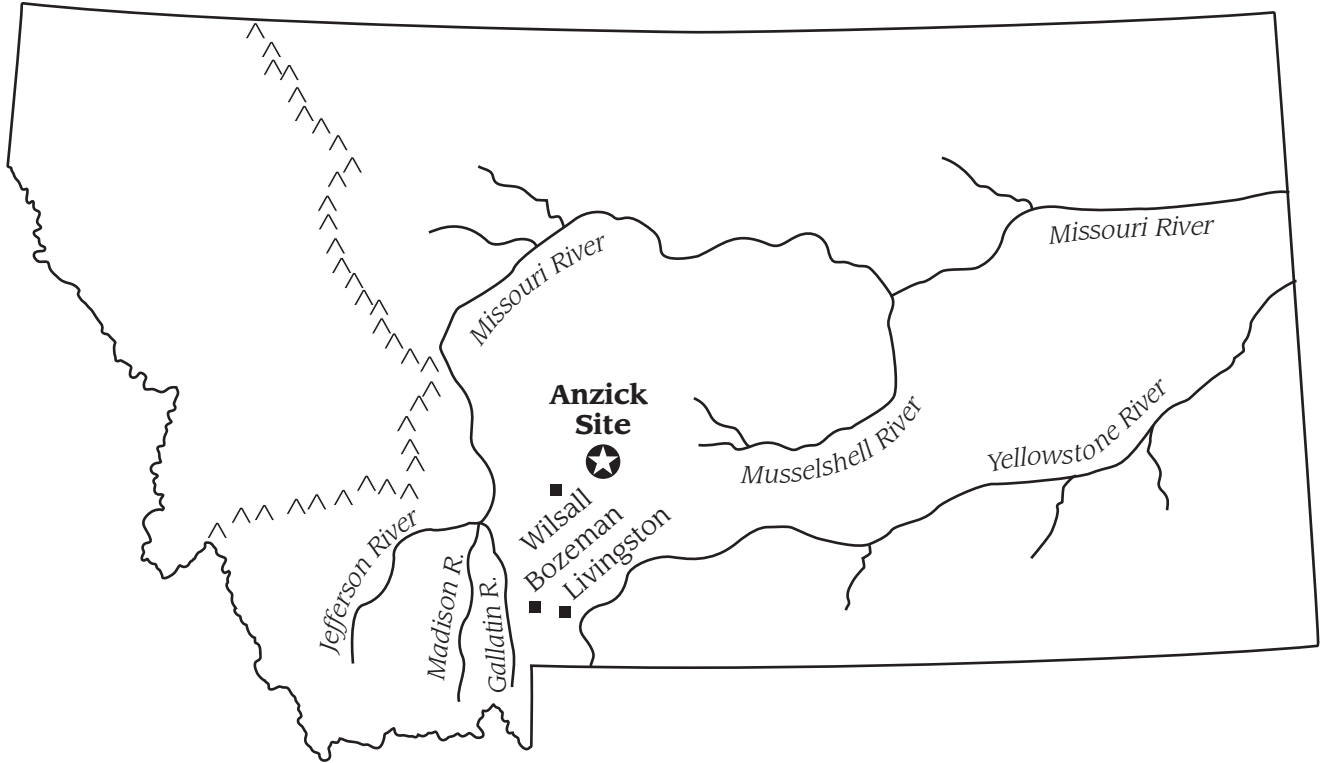 Missouri River
Missouri River
Anzick
Site
Musselshell River
Yellowstone River
Wilsall
Bozeman
Livingston
Jefferson River
Madison R.
Gallatin R.